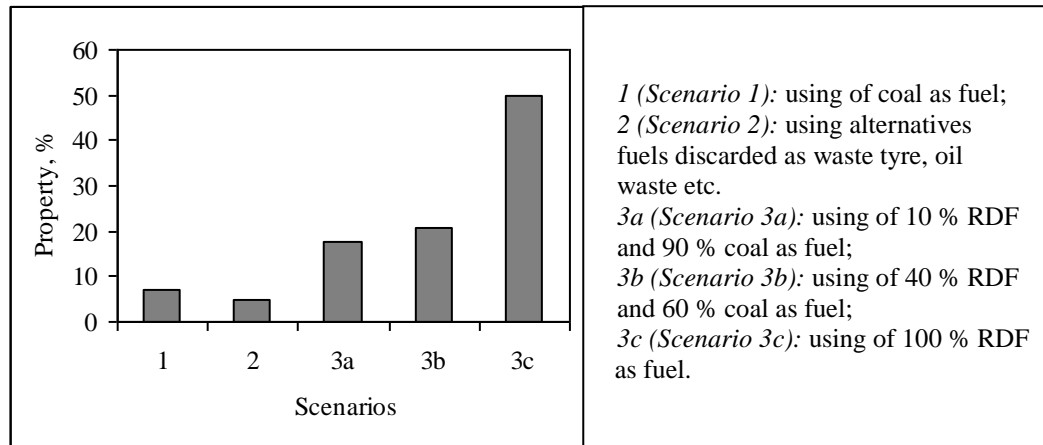 60
50
40
30
20
10
0
Property, %
1 2 3a 3b 3c
Scenarios
1 (Scenario 1): using of coal as fuel;
2 (Scenario 2): using alternatives
fuels discarded as waste tyre, oil
waste etc.
3a (Scenario 3a): using of 10 % RDF
and 90 % coal as fuel;
3b (Scenario 3b): using of 40 % RDF
and 60 % coal as fuel;
3c (Scenario 3c): using of 100 % RDF
as fuel.